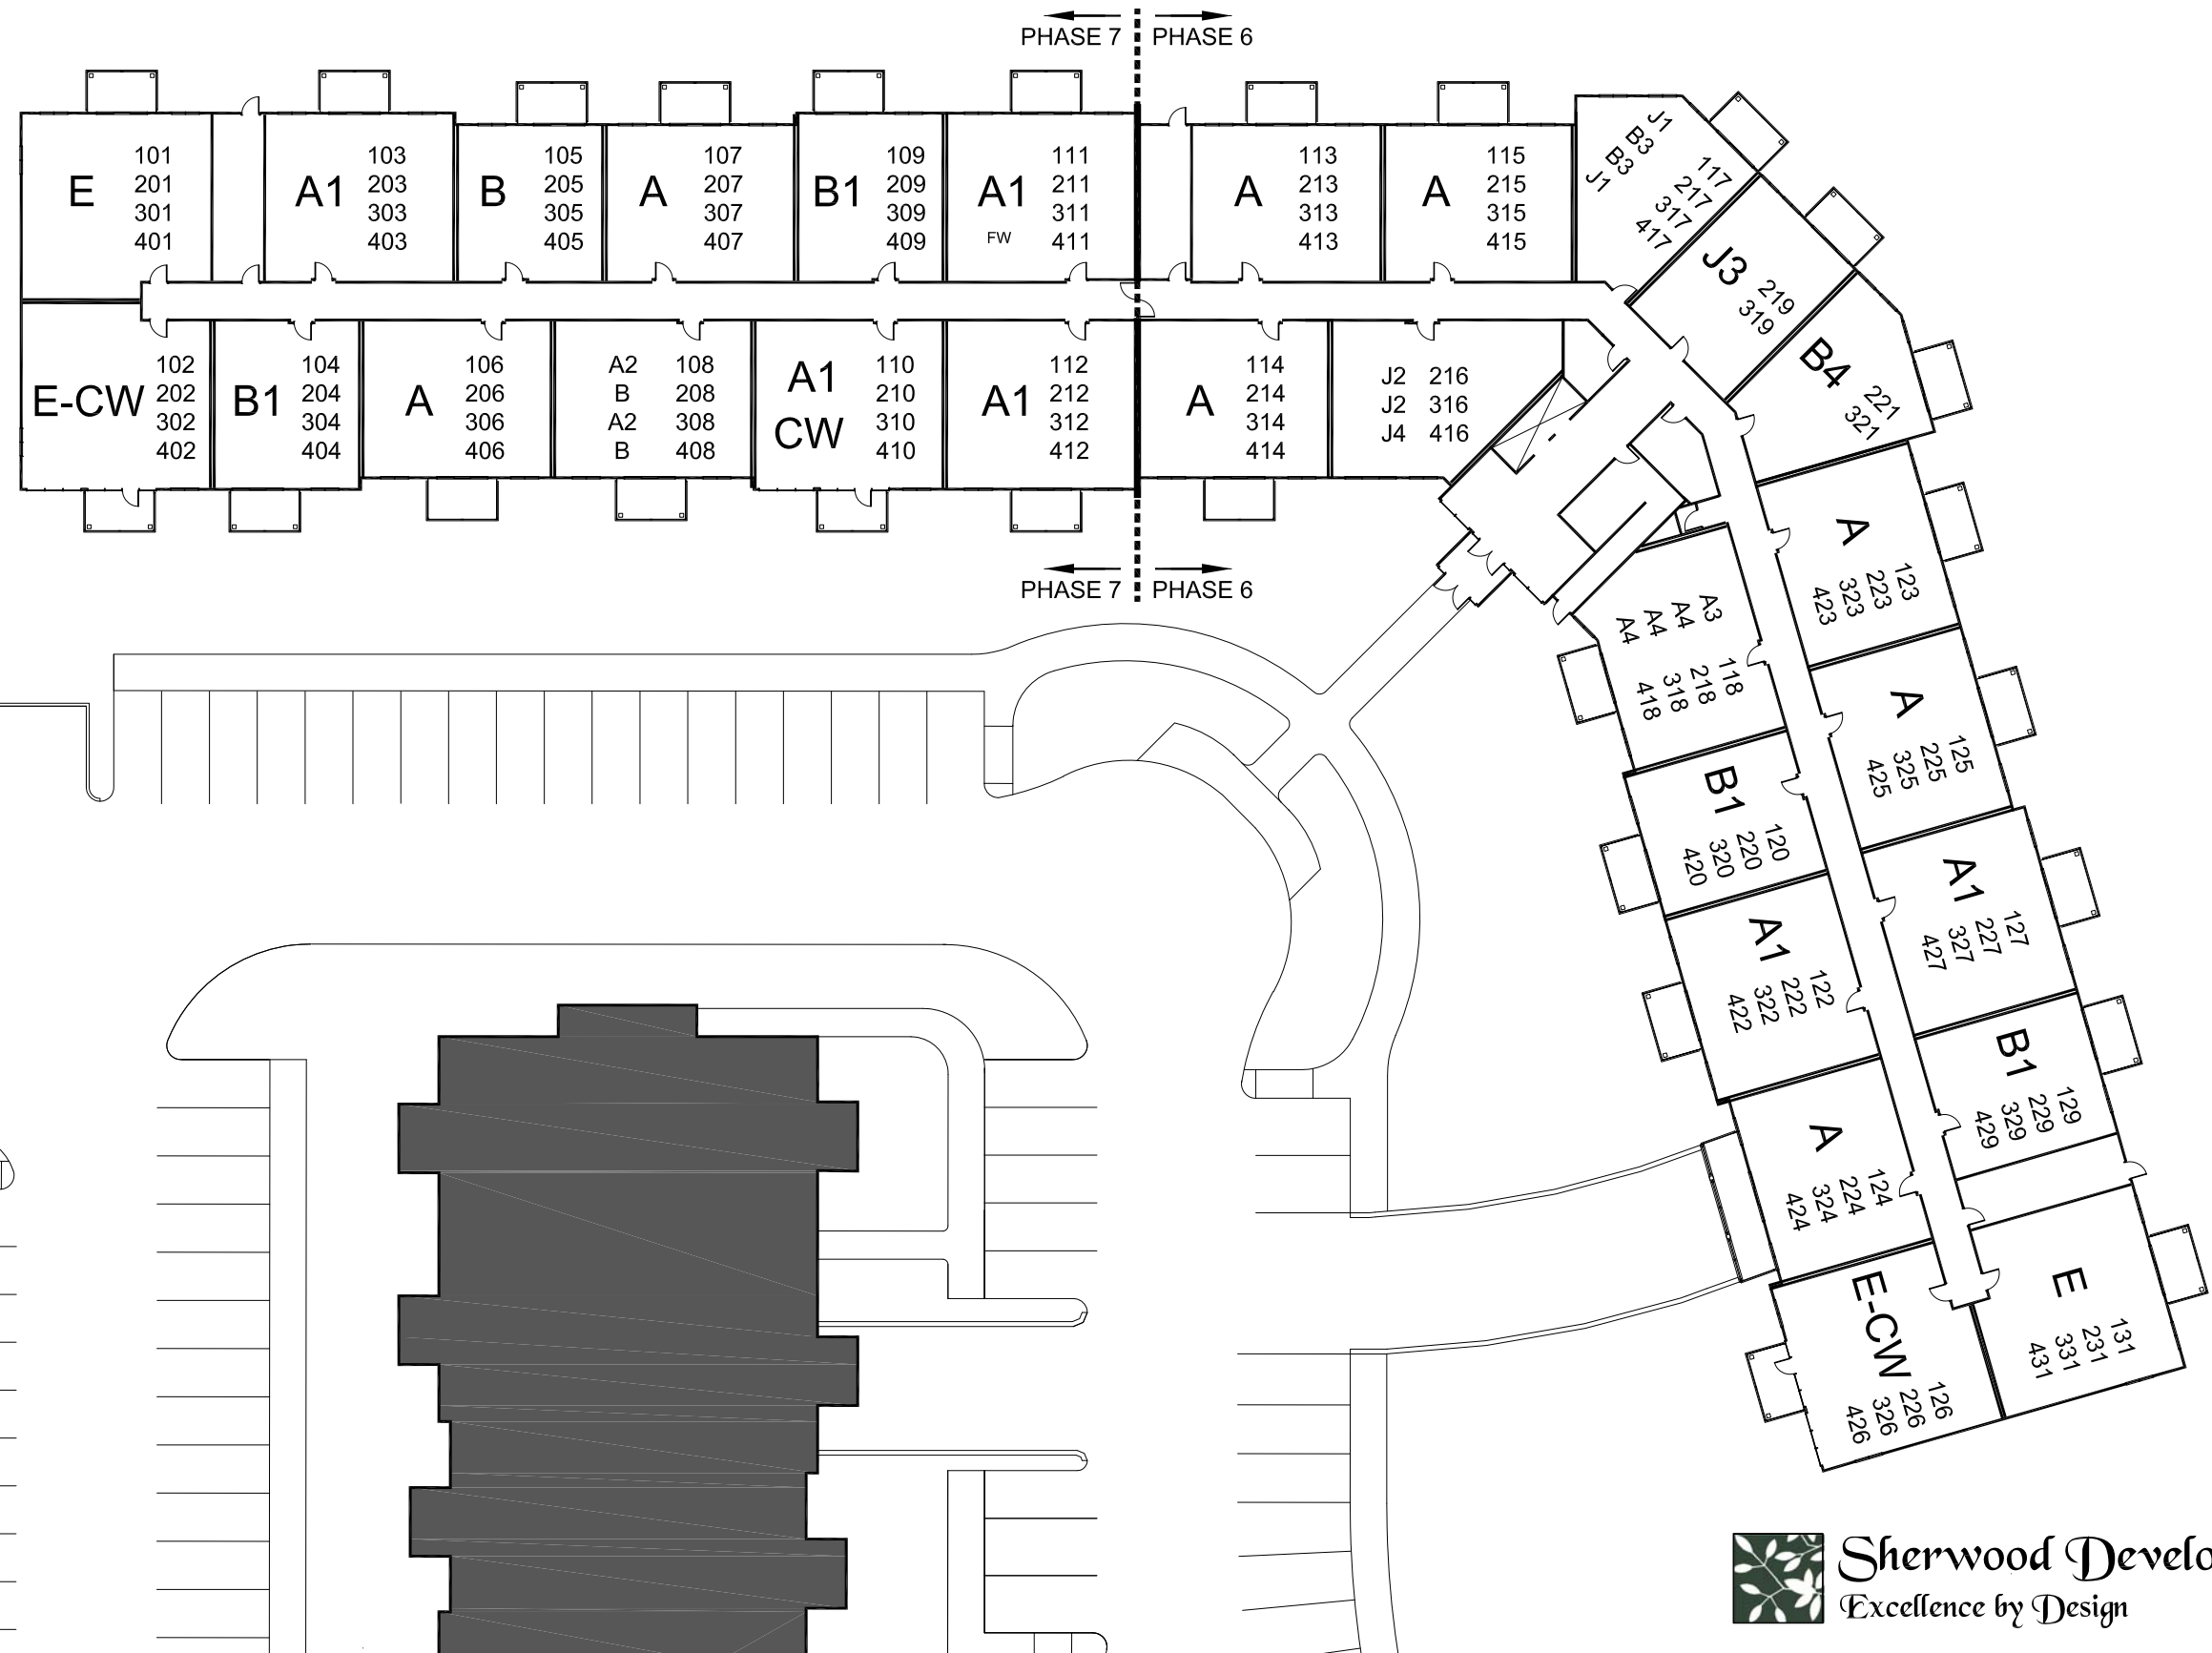 PHASE 7 PHASE 6
E
101
201
301
401
A1
103
203
303
403
B
105
205
305
405
A
107
207
307
407
B1
109
209
309
409
A1
FW
111
211
311
411
A
113
213
313
413
A
115
215
315
415
J1 117
B3 217
B3 317
J1 417
J3
219
319
B4
221
321
E-CW
102
202
302
402
B1
104
204
304
404
A
106
206
306
406
A2 108
B 208
A2 308
B 408
A1
CW
110
210
310
410
A1
112
212
312
412
A
114
214
314
414
J2 216
J2 316
J4 416
PHASE 7 PHASE 6
A
123
223
323
423
A3 118
A4 218
A4 318
A4 418
A
125
225
325
425
B1
120
220
320
420
A1
127
227
327
427
A1
122
222
322
422
B1
129
229
329
429
A
124
224
324
424
E
131
231
331
431
E-CW
126
226
326
426
Sherwood Develo
Excellence by Design